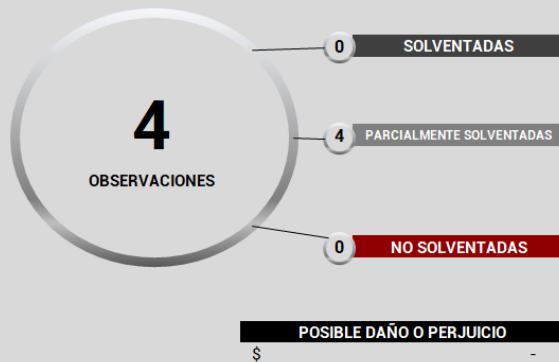 0 SOLVENTADAS
4
OBSERVACIONES
4 PARCIALMENTE SOLVENTADAS
0 NO SOLVENTADAS
POSIBLE DAÑO O PERJUICIO
$ -